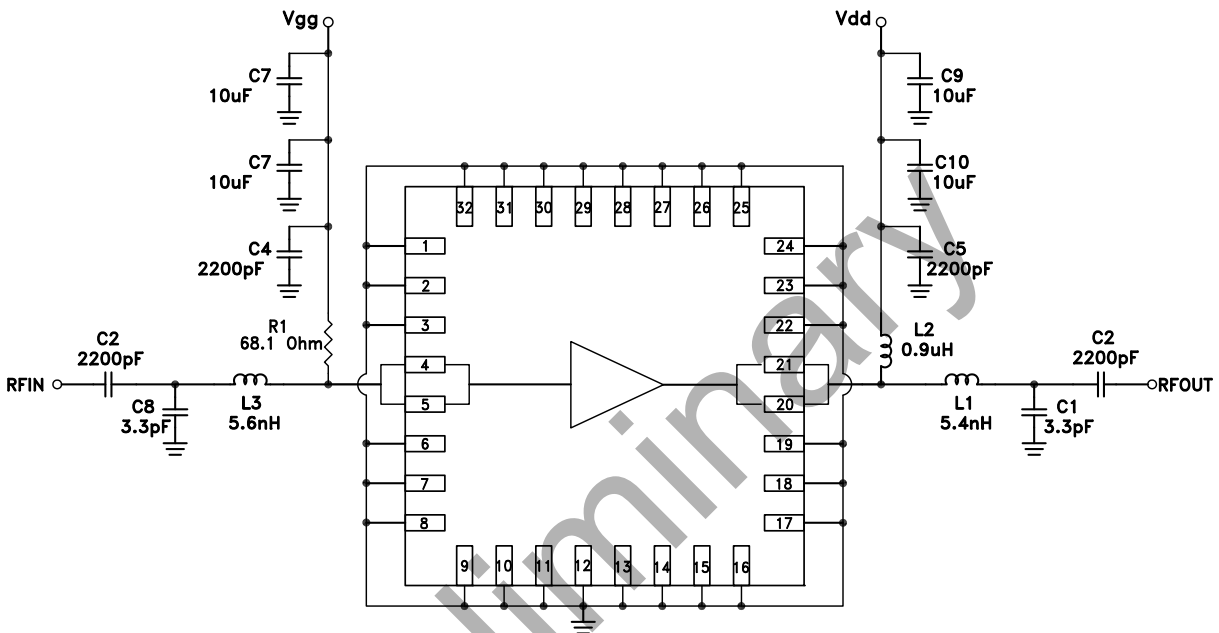 Vgg
Vdd
C7
10uF
C9
10uF
C7
10uF
C10
10uF
C4
2200pF
C5
2200pF
32 31 30 29 28 27 26 25
1
2
3
4
5
6
7
8
24
23
22
21
20
19
18
17
9 10 11 12 13 14 15 16
R1
68.1 Ohm
L2
0.9uH
RFIN
C2
2200pF
C8
3.3pF
L3
5.6nH
L1
5.4nH
C1
3.3pF
C2
2200pF
RFOUT
liminary